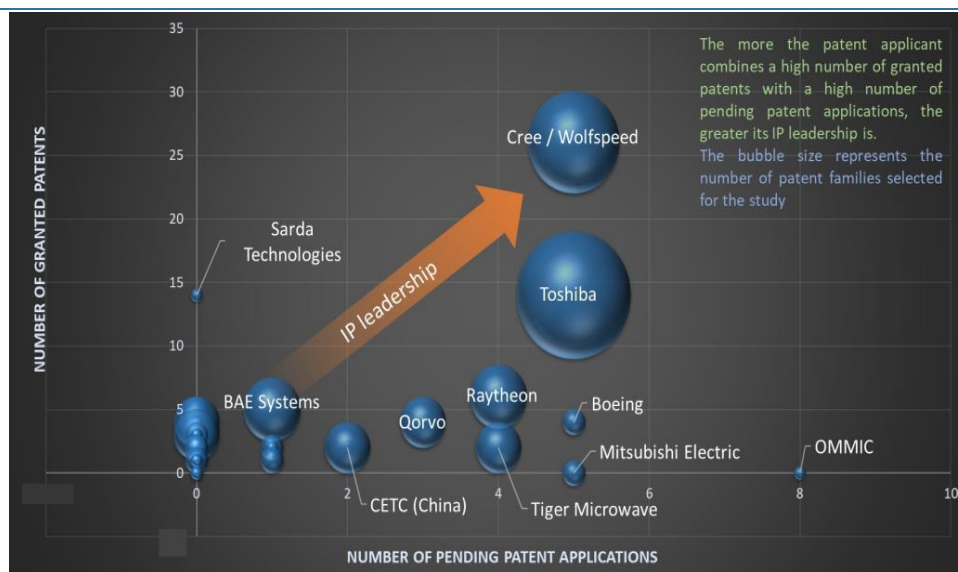 The more the patent applicant
combines a high number of granted
patents with a high number of
pending patent applications, the
greater its IP leadership is.
The bubble size represents the
number of patent families selected
for the study
NUMBER OF GRANTED PATENTS
35
30
25
20
15
10
5
0
Cree / Wolfspeed
Sarda
Technologies
IP leadership
Toshiba
BAE Systems
Qorvo
Raytheon
Boeing
Mitsubishi Electric
OMMIC
CETC (China)
Tiger Microwave
0
2
4
6
8
10
NUMBER OF PENDING PATENT APPLICATIONS